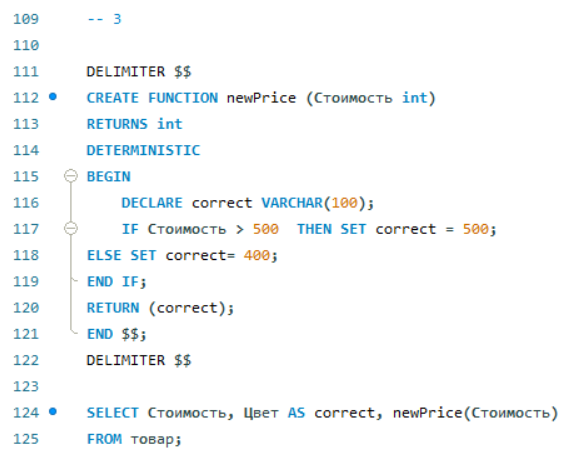 109 -- 3
110
111 DELIMITER $$
112 CREATE FUNCTION newPrice (Стоимость int)
113 RETURNS int
114 DETERMINISTIC
115 BEGIN
116 DECLARE correct VARCHAR(100);
117 IF Стоимость > 500  THEN SET correct = 500;
118 ELSE SET correct= 400;
119 END IF;
120 RETURN (correct);
121 END $$;
122 DELIMITER $$
123
124 SELECT Стоимость, Цвет AS correct, newPrice(Стоимость)
125 FROM товар;